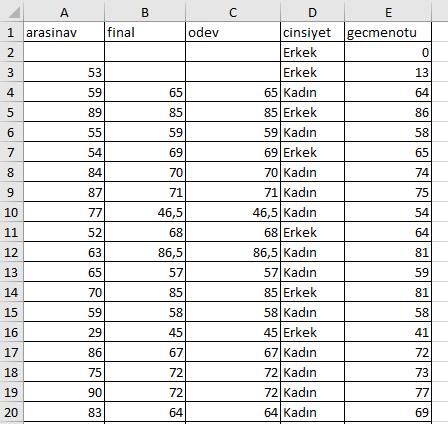 A B C D E
1 arasinav final odev cinsiyet gecmenotu
2 Erkek 0
3 53 Erkek 13
4 59 65 65 Kadın 64
5 89 85 85 Erkek 86
6 55 59 59 Kadın 58
7 54 69 69 Erkek 65
8 84 70 70 Kadın 74
9 87 71 71 Kadın 75
10 77 46,5 46,5 Kadın 54
11 52 68 68 Erkek 64
12 63 86,5 86,5 Kadın 81
13 65 57 57 Kadın 59
14 70 85 85 Erkek 81
15 59 58 58 Kadın 58
16 29 45 45 Erkek 41
17 86 67 67 Kadın 72
18 75 72 72 Kadın 73
19 90 72 72 Kadın 77
20 83 64 64 Kadın 69